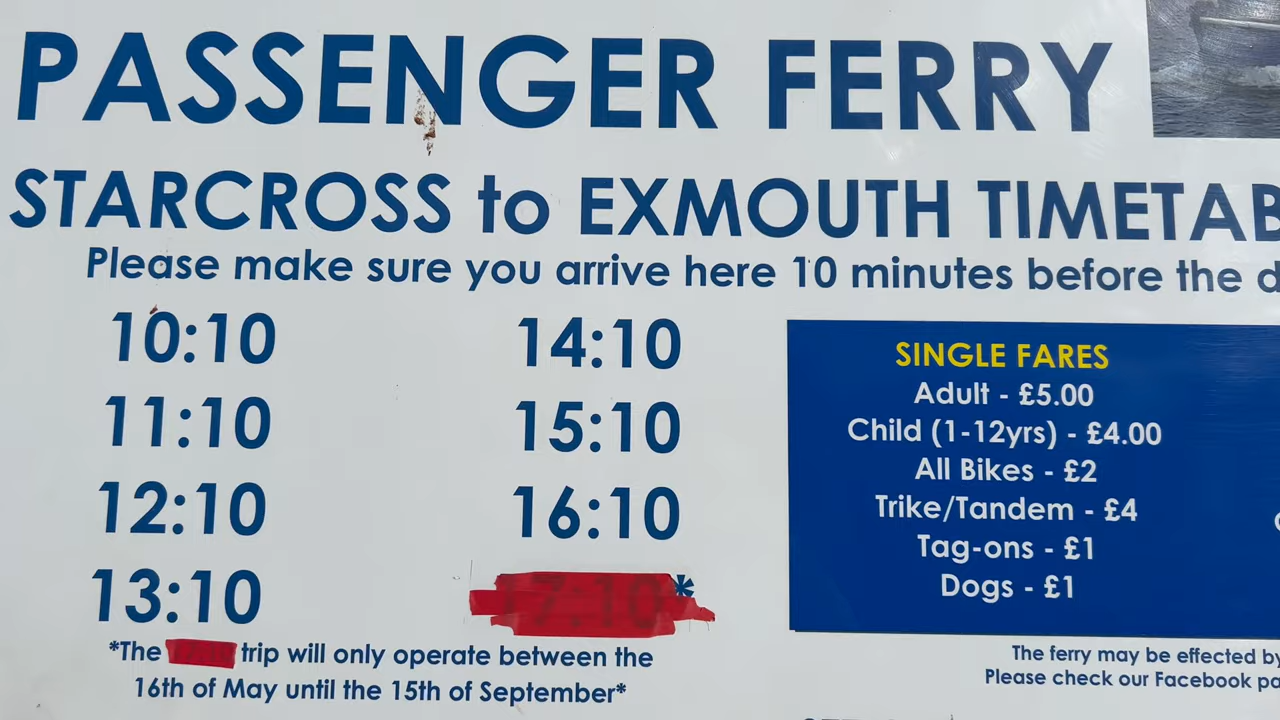 PASSENGER FERRY
STARCROSS to EXMOUTH TIMETAB
Please make sure you arrive here 10 minutes before the d
10:10
11:10
12:10
13:10
14:10
15:10
16:10
7:10*
*The trip will only operate between the
16th of May until the 15th of September*
SINGLE FARES
Adult - £5.00
Child (1-12yrs) - £4.00
All Bikes - £2
Trike/Tandem - £4
Tag-ons - £1
Dogs - £1
The ferry may be effected by
Please check our Facebook pa